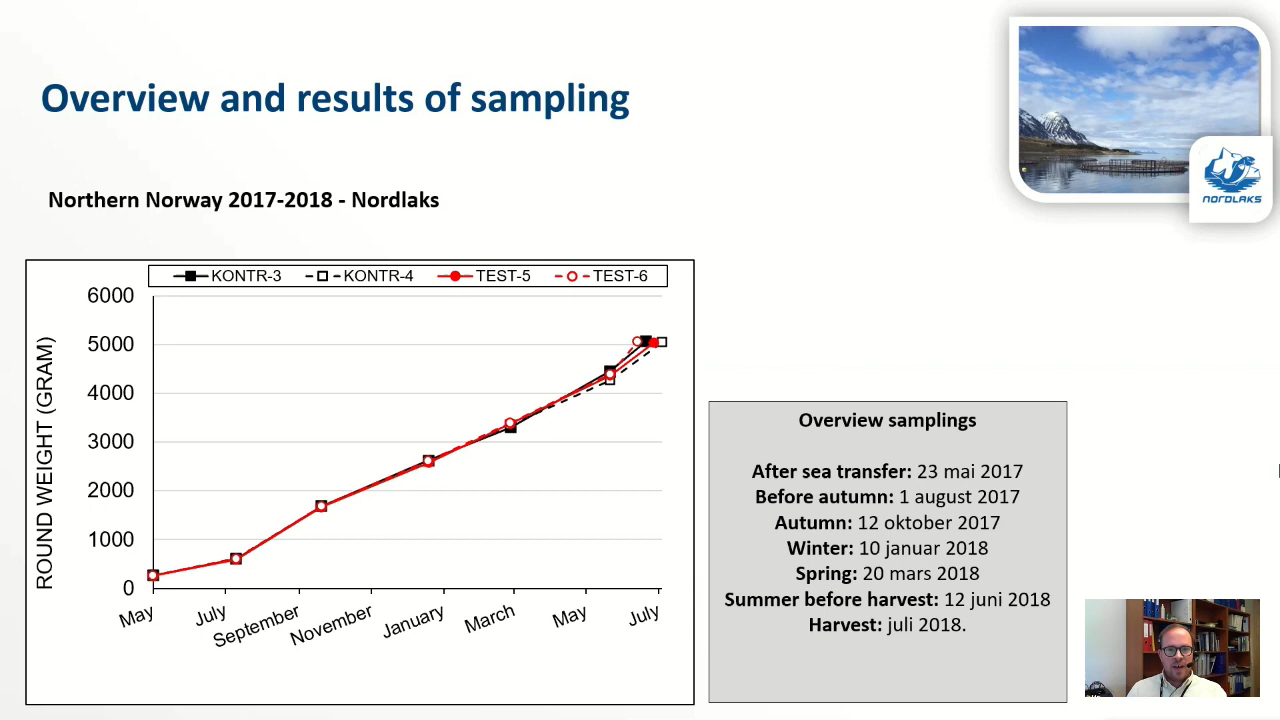 Overview and results of sampling
NORDLAKS
Northern Norway 2017-2018 - Nordlaks
KONTR-3 KONTR-4 TEST-5 TEST-6
ROUND WEIGHT (GRAM)
6000
5000
4000
3000
2000
1000
0
May July September November January March May July
Overview samplings
After sea transfer: 23 mai 2017
Before autumn: 1 august 2017
Autumn: 12 oktober 2017
Winter: 10 januar 2018
Spring: 20 mars 2018
Summer before harvest: 12 juni 2018
Harvest: juli 2018.